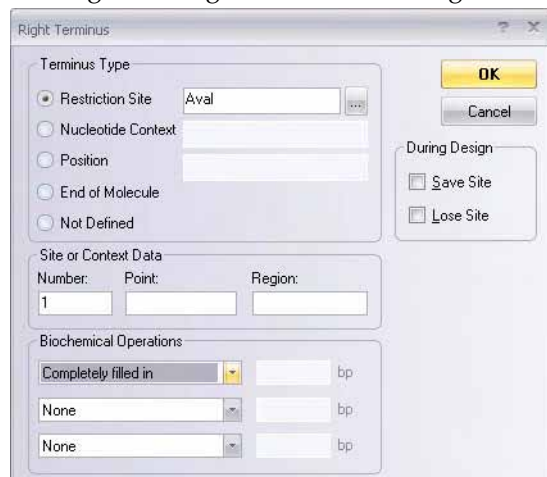 Right Terminus
Terminus Type
Restriction Site AvaI ...
Nucleotide Context
Position
End of Molecule
Not Defined
OK
Cancel
During Design
Save Site
Lose Site
Site or Context Data
Number: Point: Region:
1
Biochemical Operations
Completely filled in bp
None bp
None bp